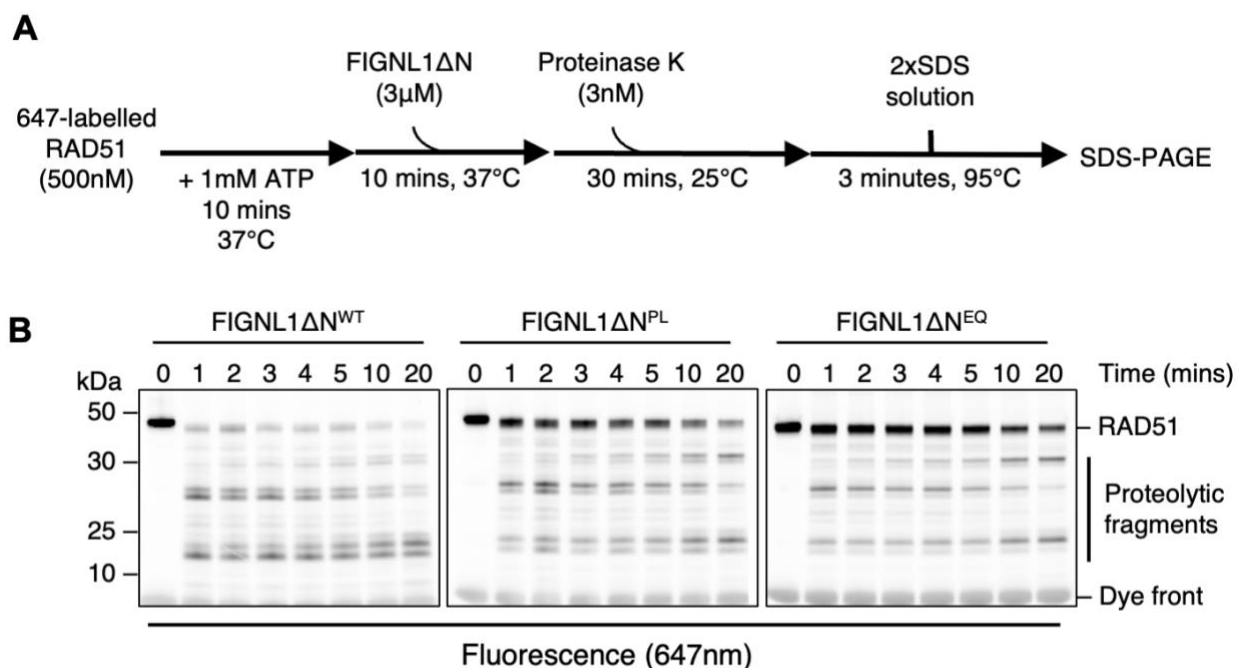 A
FIGNL1ΔN
(3µM)
Proteinase K
(3nM)
2xSDS
solution
647-labelled
RAD51
(500nM)
+ 1mM ATP
10 mins
37°C
10 mins, 37°C
30 mins, 25°C
3 minutes, 95°C
SDS-PAGE
B
FIGNL1ΔN^WT
FIGNL1ΔN^PL
FIGNL1ΔN^EQ
kDa
0 1 2 3 4 5 10 20
0 1 2 3 4 5 10 20
0 1 2 3 4 5 10 20
Time (mins)
50
30
25
10
RAD51
Proteolytic
fragments
Dye front
Fluorescence (647nm)